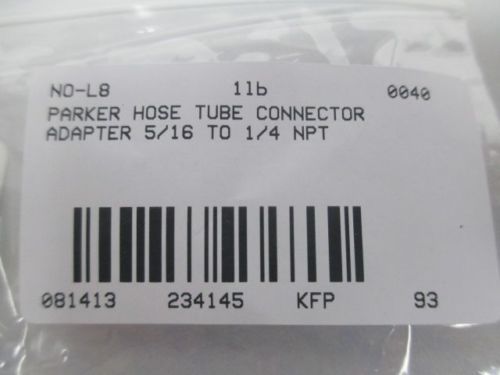 NO-L8 1lb 0040
PARKER HOSE TUBE CONNECTOR
ADAPTER 5/16 TO 1/4 NPT
081413 234145 KFP 93